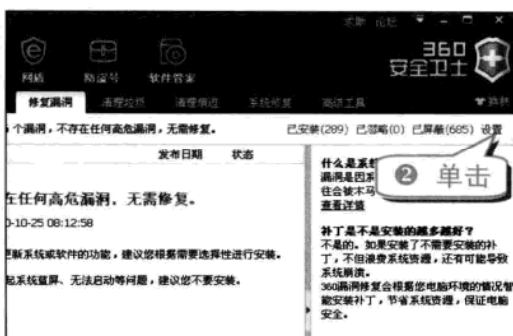 求助 论坛
360
安全卫士
网盾 防盗号 软件管家
修复漏洞 清理垃圾 清理痕迹 系统修复 高级工具 换肤
个漏洞，不存在任何高危漏洞，无需修复。 已安装(289) 已忽略(0) 已屏蔽(685) 设置
发布日期 状态
什么是系统
漏洞是因系
往会被木马
查看详情
❷ 单击
在任何高危漏洞，无需修复。
0-10-25 08:12:58
更新系统或软件的功能，建议您根据需要选择性进行安装。
起系统蓝屏、无法启动等问题，建议您不要安装。
补丁是不是安装的越多越好？
不是的。如果安装了不需要安装的补
丁，不但浪费系统资源，还有可能导致
系统崩溃。
360漏洞修复会根据您电脑环境的情况智
能安装补丁，节省系统资源，保证电脑
安全。